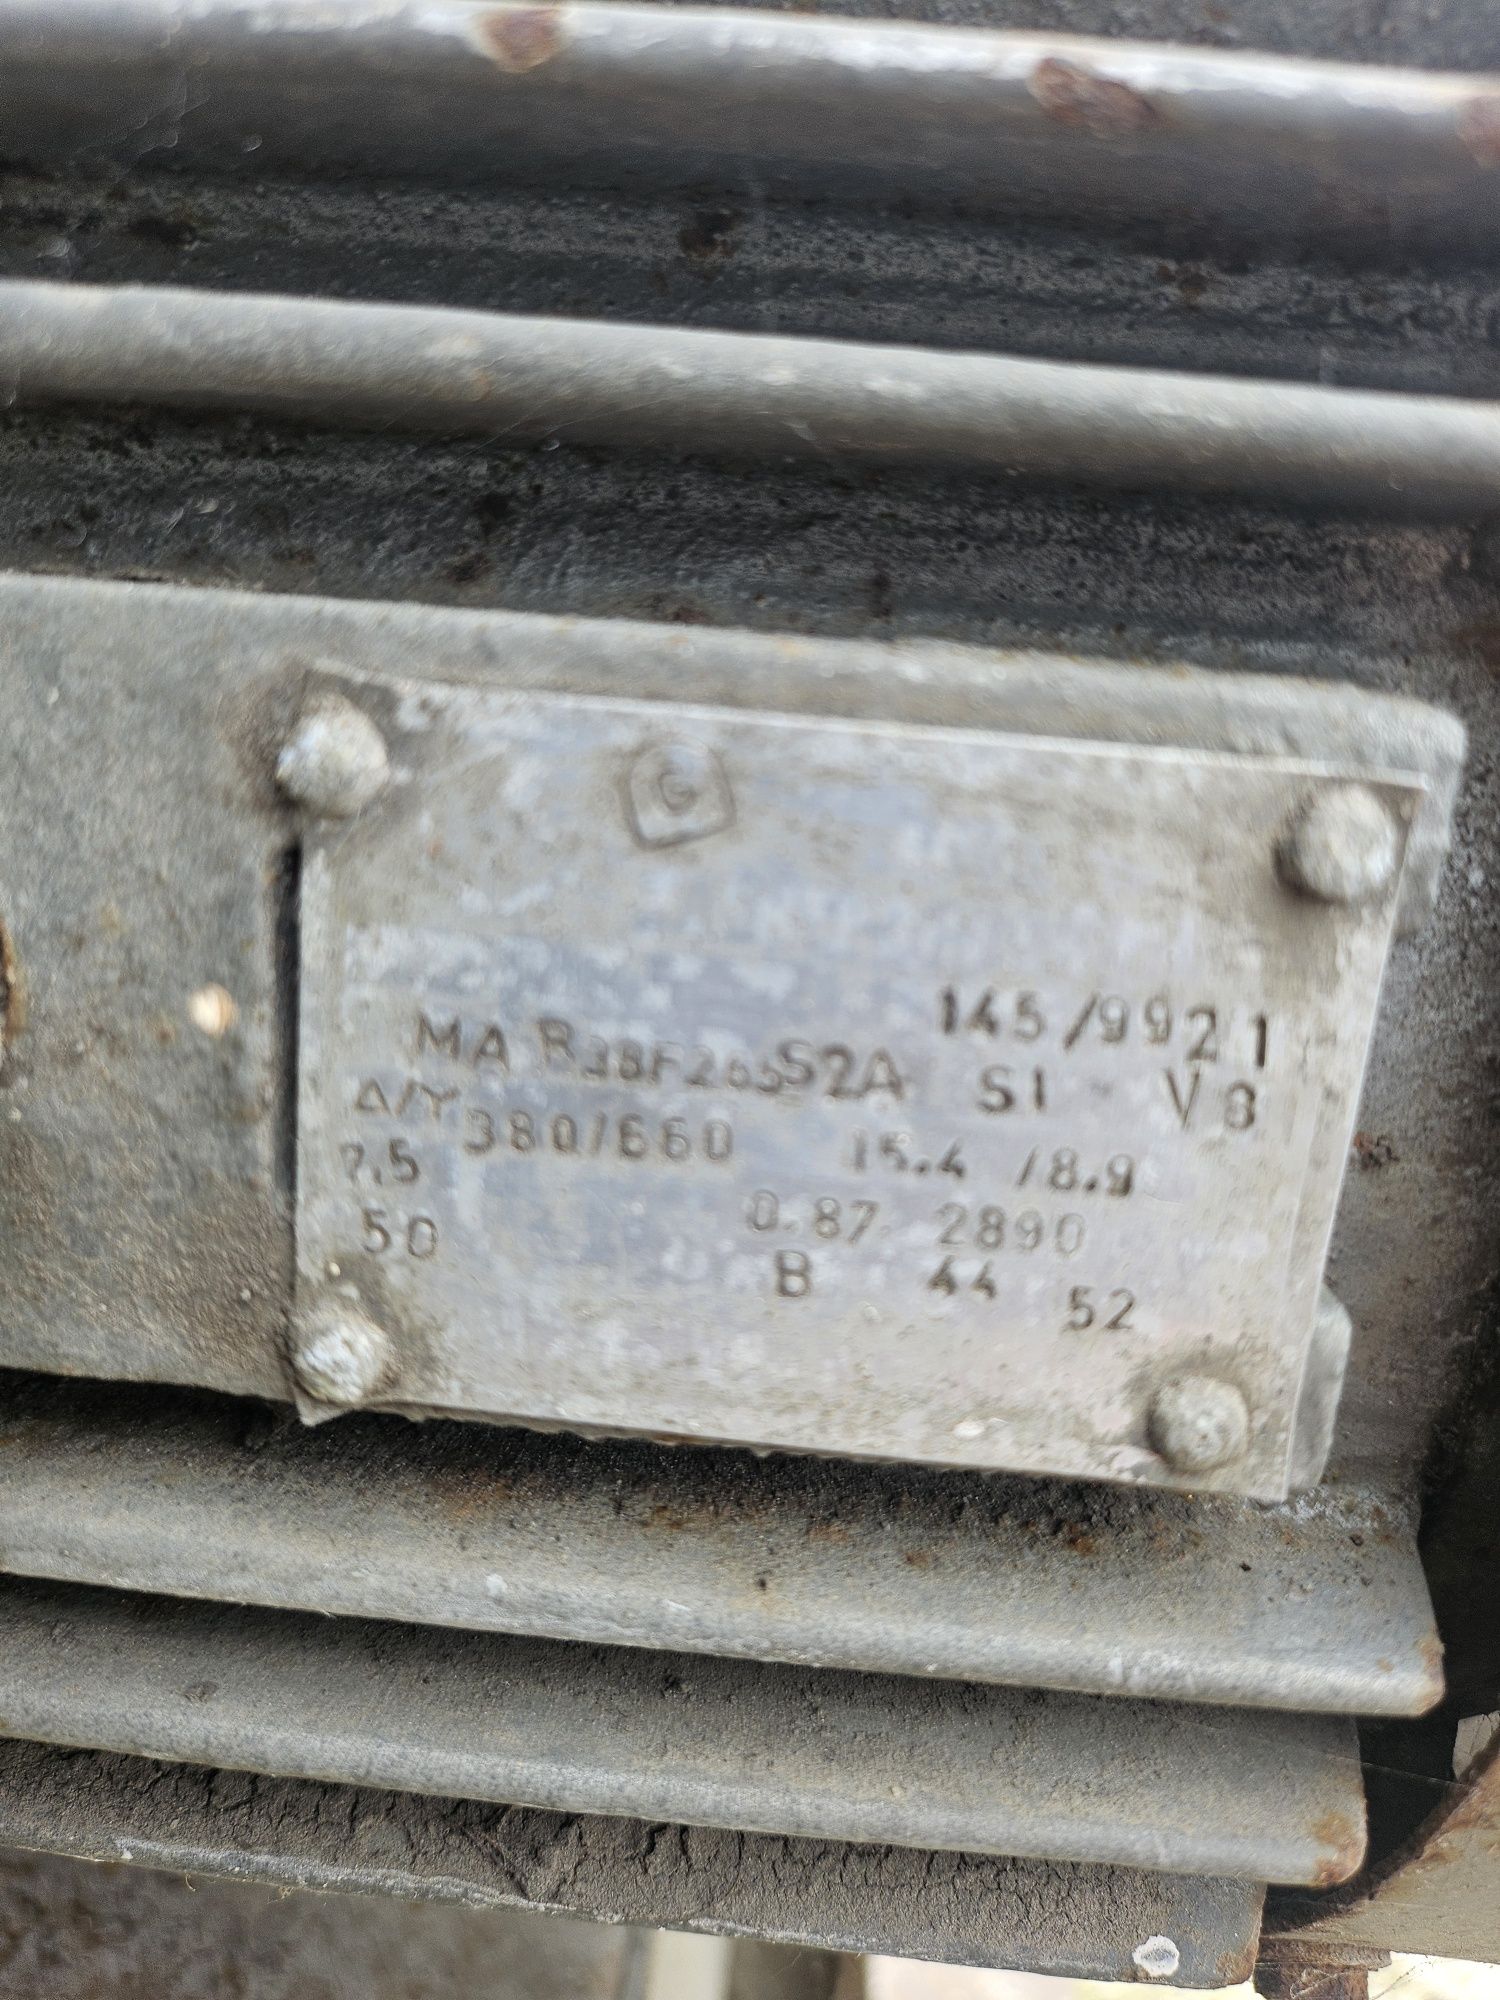 G
145/9921
MA R38F265S2A S1 V8
Δ/Y 380/660 15.4 /8.9
7.5 0.87 2890
50 B 44 52